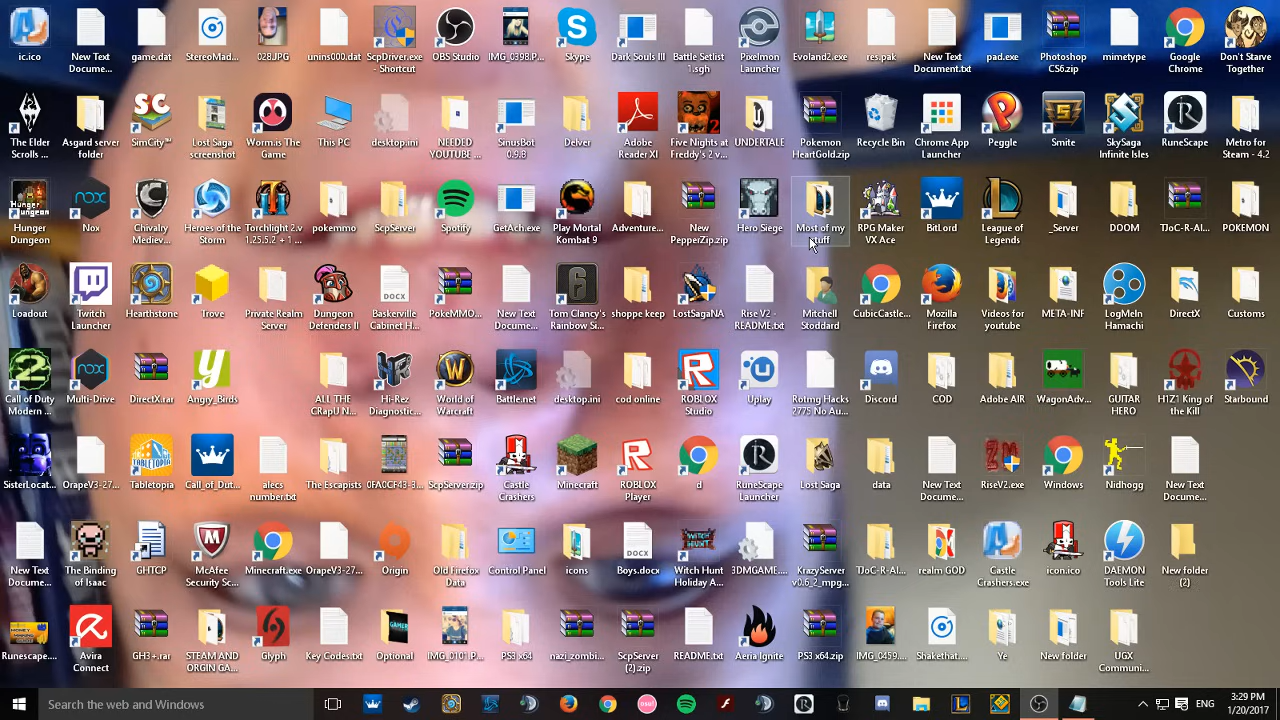 ic.ico
New Text Docume...
game.dat
StereoMad...
028.JPG
unins000.dat
ScpDriver.exe - Shortcut
OBS Studio
IMG_0398.P...
Skype
Dark Souls III
Battle Setlist 1.sgh
Pixelmon Launcher
Evoland2.exe
res.pak
New Text Document.txt
pad.exe
Photoshop CS6.zip
mimetype
Google Chrome
Don't Starve Together
The Elder Scrolls ...
Asgard server folder
SimCity™
Lost Saga screenshot
Worm.is The Game
This PC
desktop.ini
NEEDED YOUTUBE ...
SinusBot 0.9.8
Delver
Adobe Reader XI
Five Nights at Freddy's 2 v...
UNDERTALE
Pokemon HeartGold.zip
Recycle Bin
Chrome App Launcher
Peggle
Smite
SkySaga Infinite Isles
RuneScape
Metro for Steam - 4.2
Hunger Dungeon
Nox
Chivalry Mediev...
Heroes of the Storm
Torchlight 2.v 1.25.5.2 + 1 ...
pokemmo
ScpServer
Spotify
GetAch.exe
Play Mortal Kombat 9
Adventure...
New PepperZip.zip
Hero Siege
Most of my stuff
RPG Maker VX Ace
BitLord
League of Legends
_Server
DOOM
TJoC-R-Al...
POKEMON
Loadout
Twitch Launcher
Hearthstone
Trove
Private Realm Server
Dungeon Defenders II
Baskerville Cabinet H...
PokeMMO...
New Text Docume...
Tom Clancy's Rainbow Si...
shoppe keep
LostSagaNA
Rise V2 - README.txt
Mitchell Stoddard
CubicCastle...
Mozilla Firefox
Videos for youtube
META-INF
LogMeIn Hamachi
DirectX
Customs
Call of Duty Modern ...
Multi-Drive
DirectX.rar
Angry_Birds
ALL THE CRapU N...
Hi-Rez Diagnostic...
World of Warcraft
Battle.net
desktop.ini
cod online
ROBLOX Studio
Uplay
Rotmg Hacks 2775 No Au...
Discord
COD
Adobe AIR
WagonAdv...
GUITAR HERO
H1Z1 King of the Kill
Starbound
SisterLocat...
OrapeV3-27...
Tabletopia
Call_of_Dut...
alecs number.txt
The Escapists
0FA0CF43-3...
ScpServer.zip
Castle Crashers
Minecraft
ROBLOX Player
d
RuneScape Launcher
Lost Saga
data
New Text Docume...
RiseV2.exe
Windows
Nidhogg
New Text Docume...
New Text Docume...
The Binding of Isaac
GHTCP
McAfee Security Sc...
Minecraft.exe
OrapeV3-27...
Origin
Old Firefox Data
Control Panel
icons
Boys.docx
Witch Hunt Holiday A...
3DMGAME...
KrazyServer v0.6_2_mpg...
TJoC-R-Al...
realm GOD
Castle Crashers.exe
icon.ico
DAEMON Tools Lite
New folder (2)
Runescape....
Avira Connect
GH3+.rar
STEAM AND ORGIN GA...
Glyph
Key Codes.txt
Optional
IMG_0101.P...
PS3 x64
nazi_zombi...
ScpServer (2).zip
README.txt
Aeria Ignite
PS3 x64.zip
IMG_0459....
Shakethat....
Ye
New folder
UGX Communi...
Search the web and Windows
ENG
3:29 PM
1/20/2017